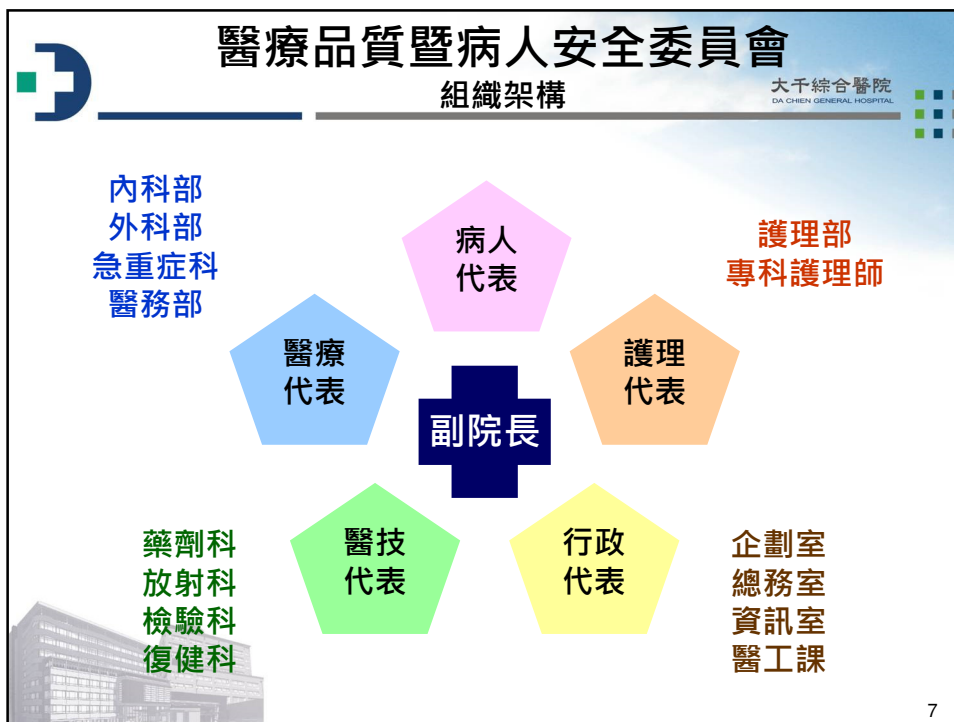 醫療品質暨病人安全委員會
組織架構
大千綜合醫院
DA CHIEN GENERAL HOSPITAL
內科部
外科部
急重症科
醫務部
病人
代表
護理部
專科護理師
醫療
代表
護理
代表
副院長
藥劑科
放射科
檢驗科
復健科
醫技
代表
行政
代表
企劃室
總務室
資訊室
醫工課
7